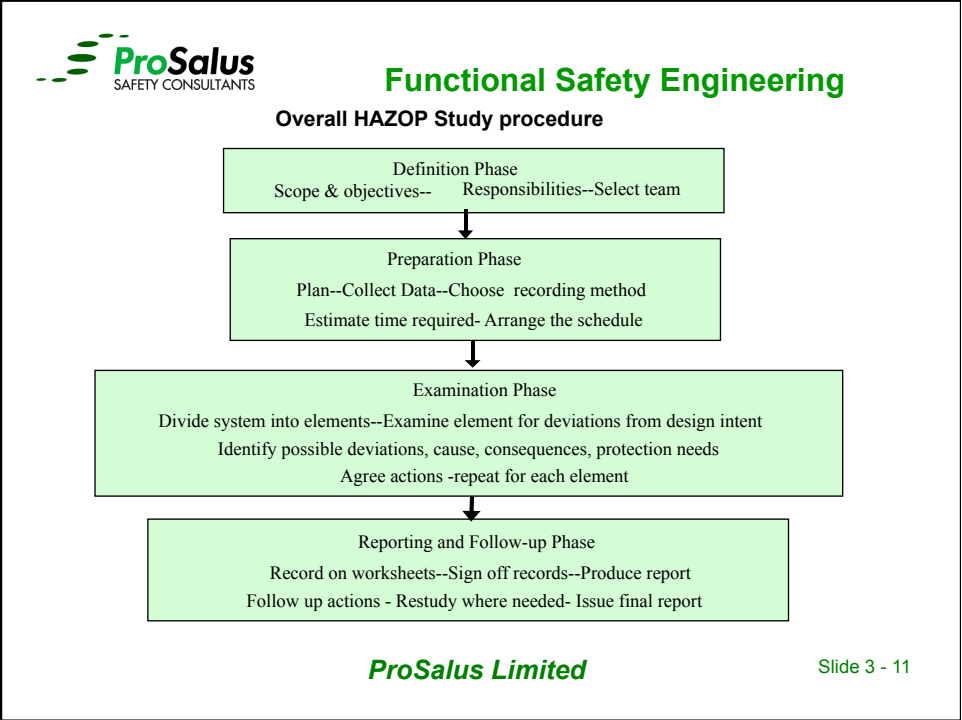 ProSalus
SAFETY CONSULTANTS
Functional Safety Engineering
Overall HAZOP Study procedure
Definition Phase
Scope & objectives-- Responsibilities--Select team
Preparation Phase
Plan--Collect Data--Choose recording method
Estimate time required- Arrange the schedule
Examination Phase
Divide system into elements--Examine element for deviations from design intent
Identify possible deviations, cause, consequences, protection needs
Agree actions -repeat for each element
Reporting and Follow-up Phase
Record on worksheets--Sign off records--Produce report
Follow up actions - Restudy where needed- Issue final report
ProSalus Limited
Slide 3 - 11